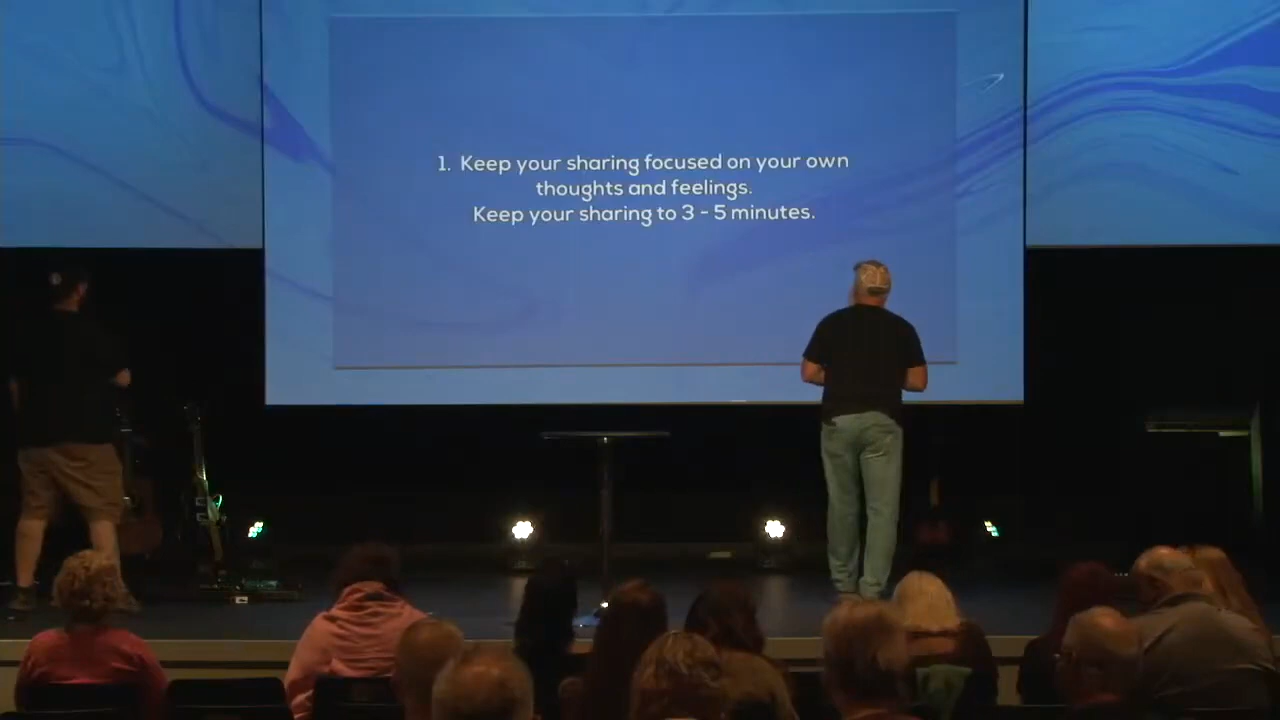 1. Keep your sharing focused on your own
thoughts and feelings.
Keep your sharing to 3 - 5 minutes.